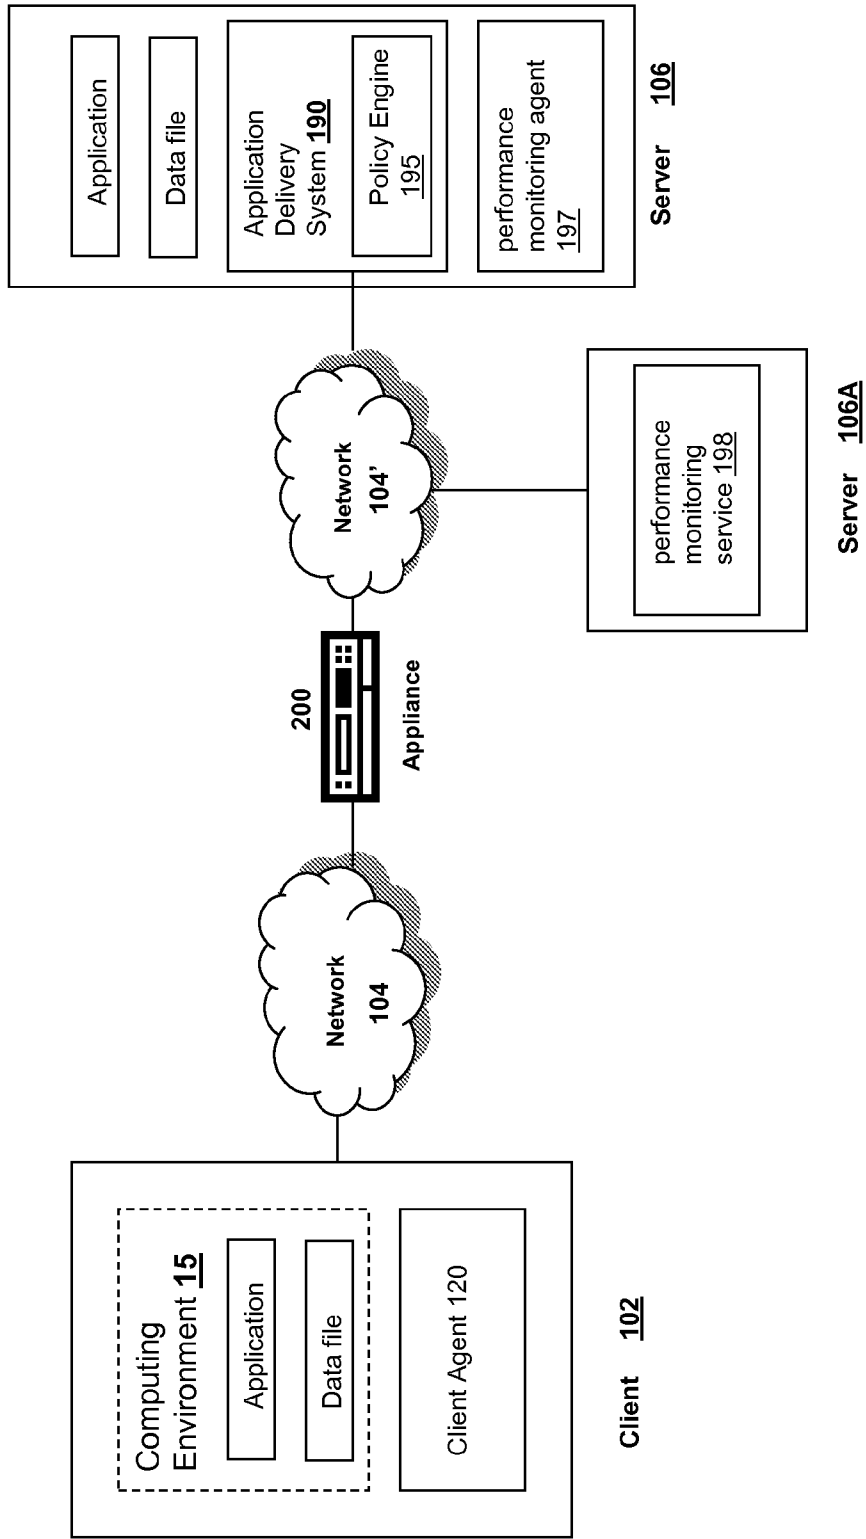 Computing
Environment 15
Application
Data file
Client Agent 120
Client 102
Network
104
200
Appliance
Network
104’
Application
Data file
Application
Delivery
System 190
Policy Engine
195
performance
monitoring agent
197
Server 106
performance
monitoring
service 198
Server 106A